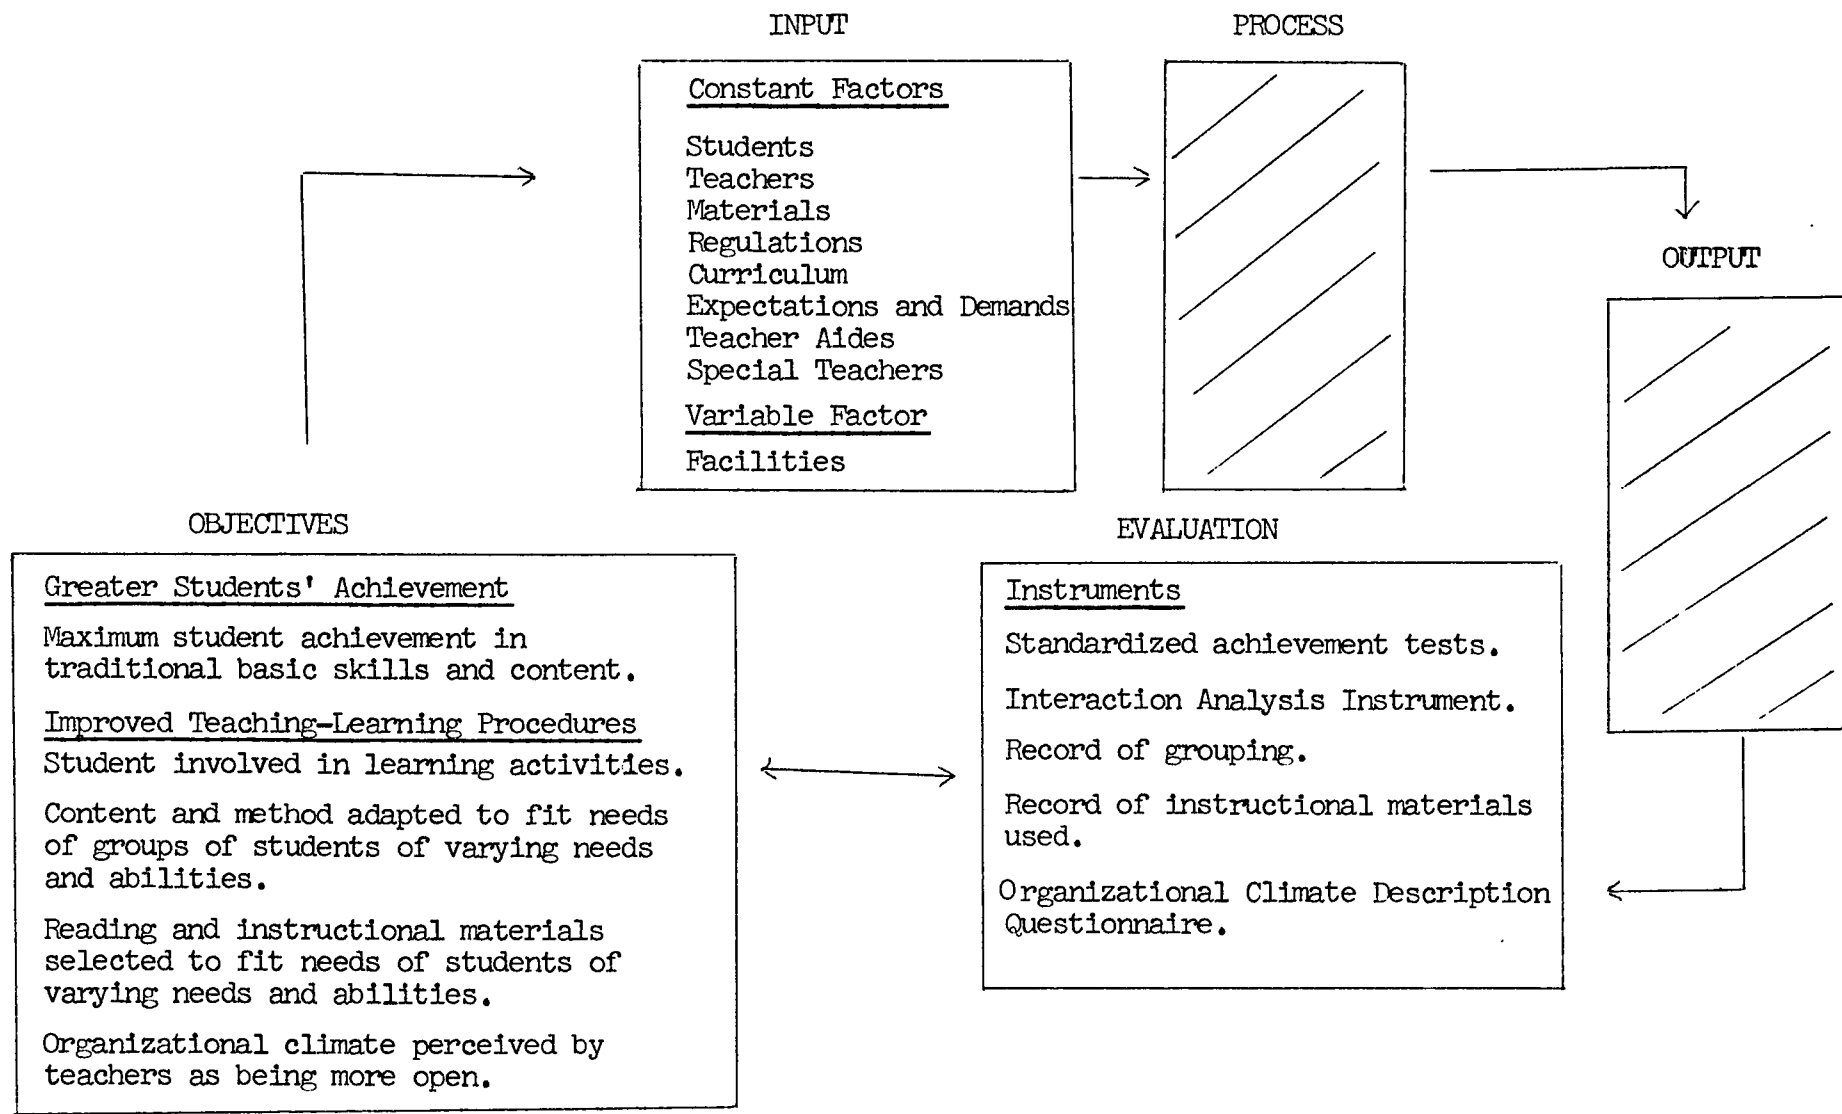 INPUT
Constant Factors
Students
Teachers
Materials
Regulations
Curriculum
Expectations and Demands
Teacher Aides
Special Teachers
Variable Factor
Facilities
PROCESS
OUTPUT
OBJECTIVES
Greater Students' Achievement
Maximum student achievement in
traditional basic skills and content.
Improved Teaching-Learning Procedures
Student involved in learning activities.
Content and method adapted to fit needs
of groups of students of varying needs
and abilities.
Reading and instructional materials
selected to fit needs of students of
varying needs and abilities.
Organizational climate perceived by
teachers as being more open.
EVALUATION
Instruments
Standardized achievement tests.
Interaction Analysis Instrument.
Record of grouping.
Record of instructional materials
used.
Organizational Climate Description
Questionnaire.